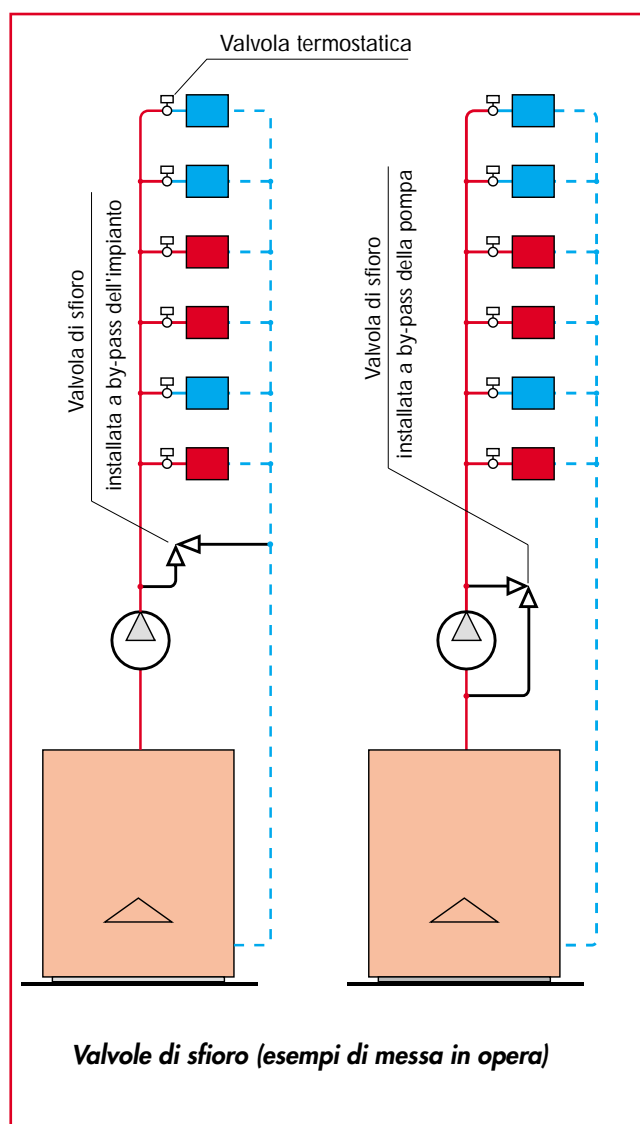 Valvola termostatica
Valvola di sfioro
installata a by-pass dell'impianto
Valvola di sfioro
installata a by-pass della pompa
Valvole di sfioro (esempi di messa in opera)